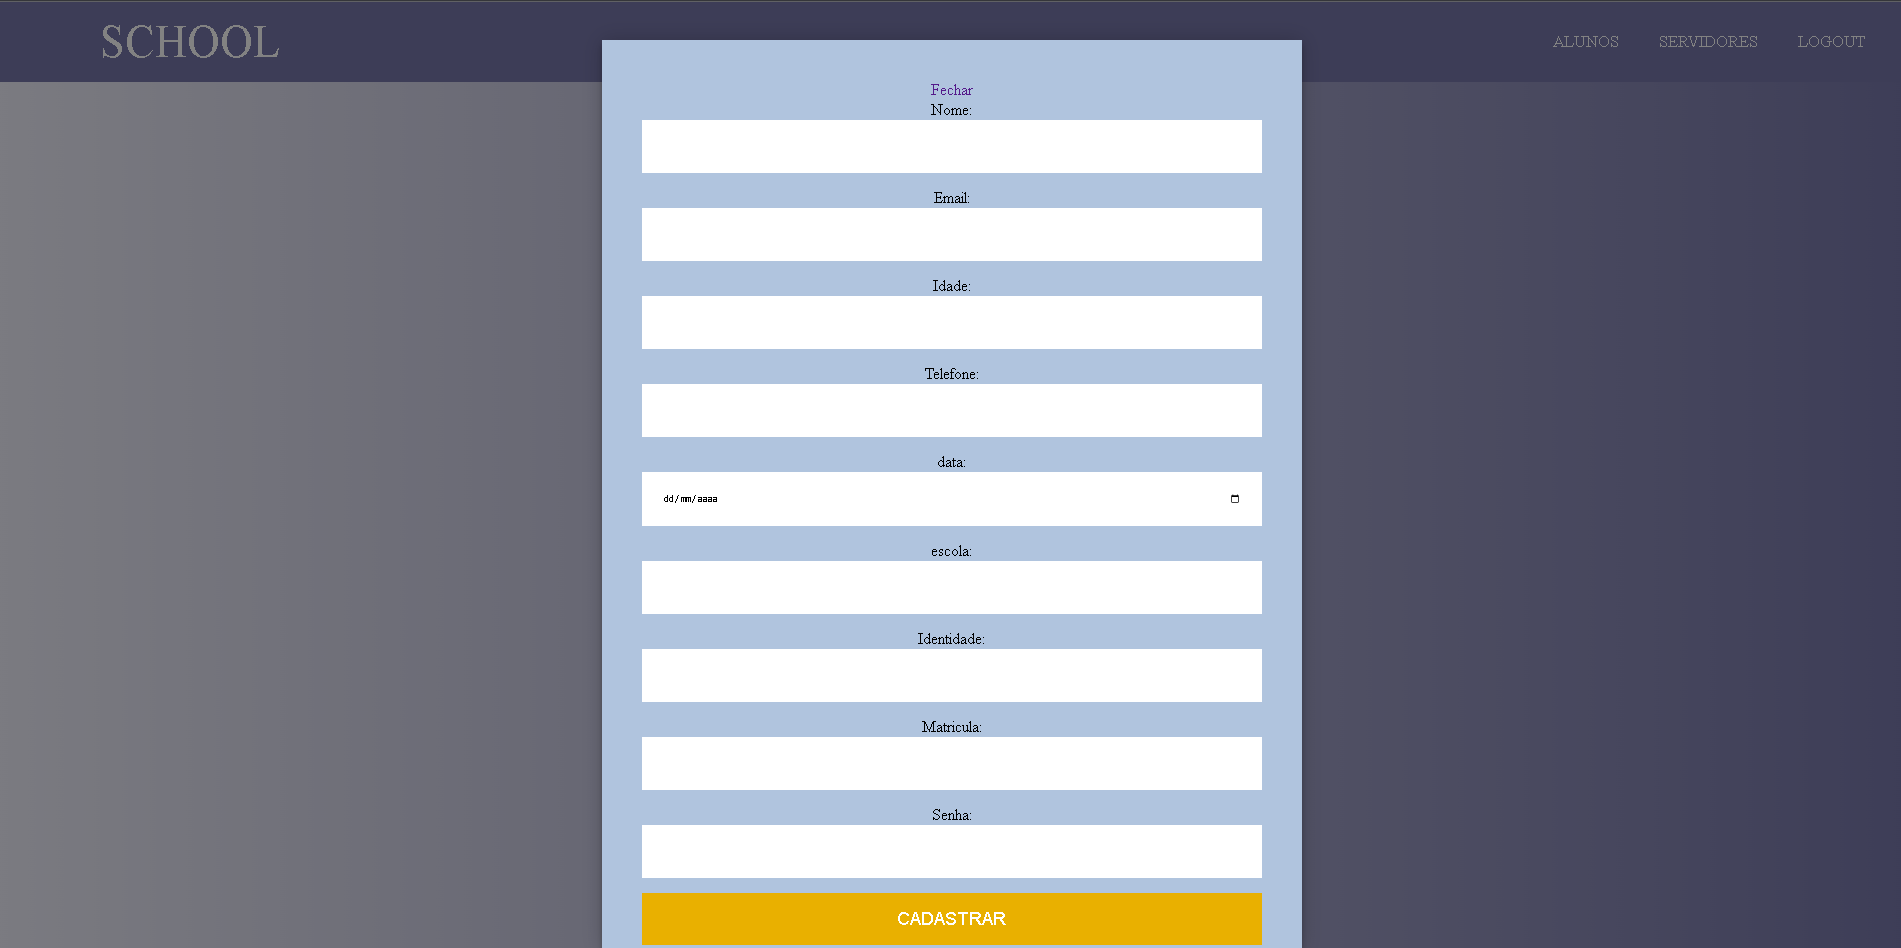 SCHOOL
ALUNOS SERVIDORES LOGOUT
Fechar
Nome:
Email:
Idade:
Telefone:
data:
dd/mm/aaaa
escola:
Identidade:
Matricula:
Senha:
CADASTRAR